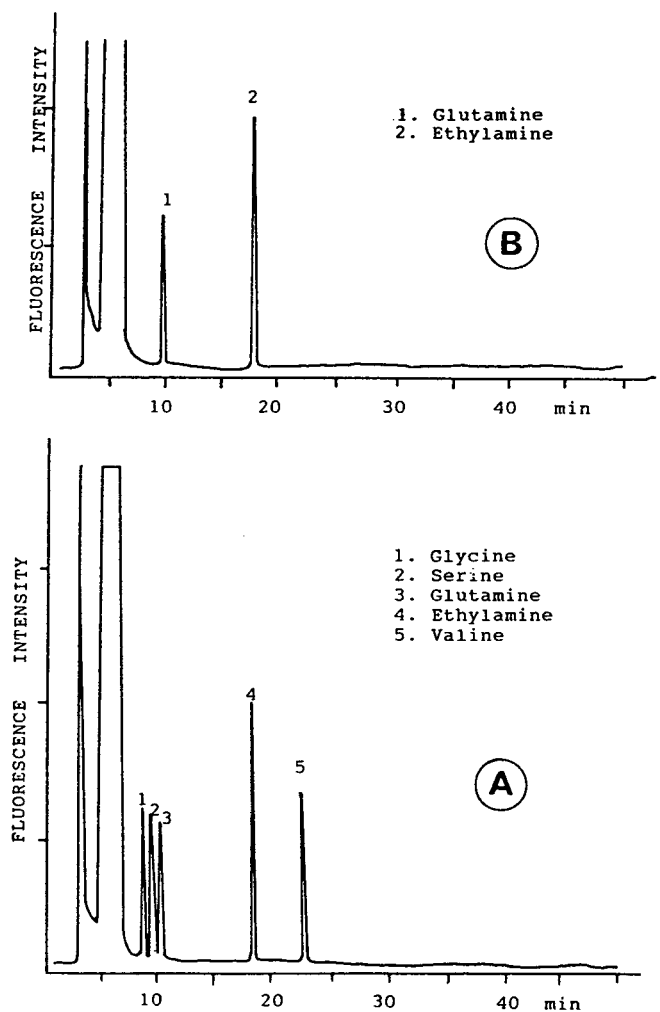 FLUORESCENCE INTENSITY
2
1
1. Glutamine
2. Ethylamine
B
10 20 30 40 min
FLUORESCENCE INTENSITY
1. Glycine
2. Serine
3. Glutamine
4. Ethylamine
5. Valine
4
5
A
1 2 3
10 20 30 40 min